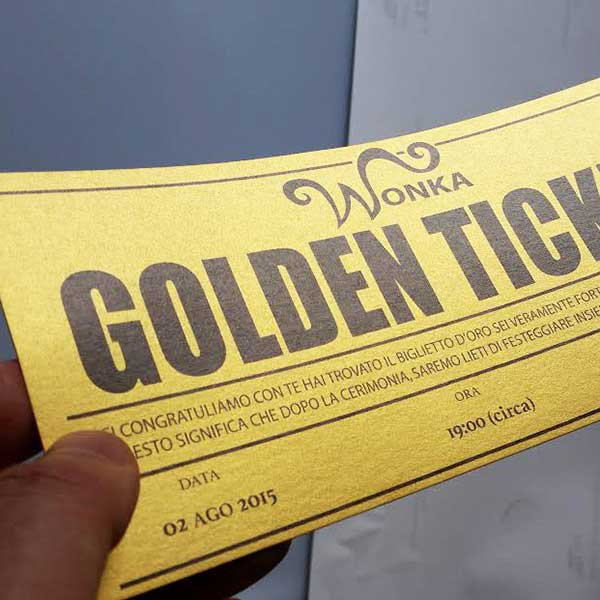 WONKA
GOLDEN TICK
CI CONGRATULIAMO CON TE HAI TROVATO IL BIGLIETTO D'ORO SEI VERAMENTE FORT
ESTO SIGNIFICA CHE DOPO LA CERIMONIA, SAREMO LIETI DI FESTEGGIARE INSIE
DATA
ORA
02 AGO 2015
19:00 (circa)